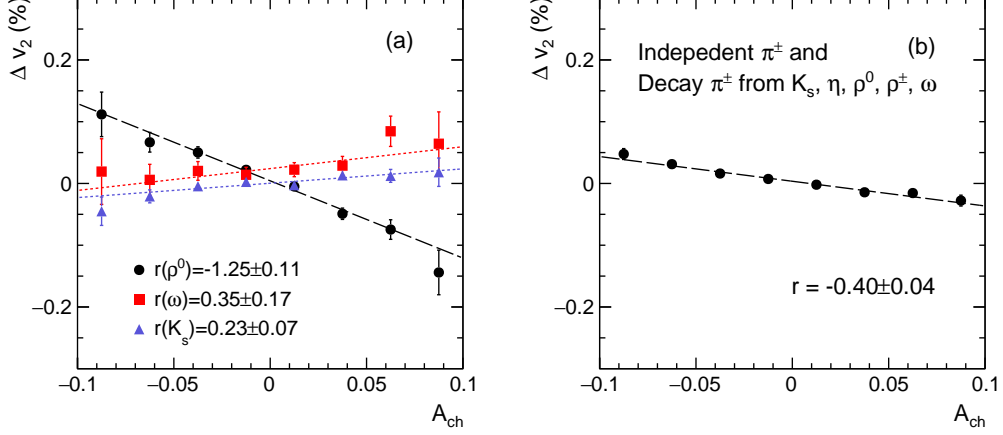 Δ v₂ (%)
(a)
0.2
0
−0.2
r(ρ⁰)=-1.25±0.11
r(ω)=0.35±0.17
r(Kₛ)=0.23±0.07
−0.1 −0.05 0 0.05 0.1
A_ch
Δ v₂ (%)
(b)
0.2
Indepedent π± and
Decay π± from Kₛ, η, ρ⁰, ρ±, ω
0
−0.2
r = -0.40±0.04
−0.1 −0.05 0 0.05 0.1
A_ch